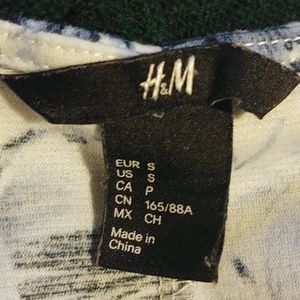 H&M
EUR S
US S
CA P
CN 165/88A
MX CH
Made in
China